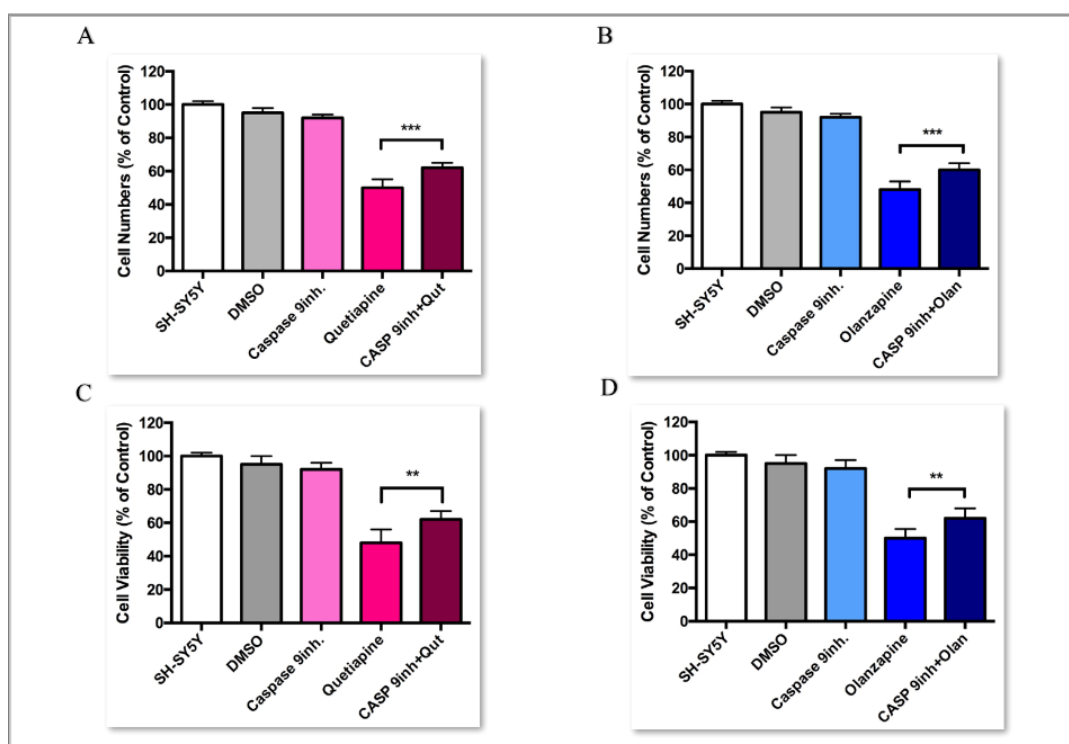 A
Cell Numbers (% of Control)
120
100
80
60
40
20
0
***
SH-SY5Y
DMSO
Caspase 9inh.
Quetiapine
CASP 9inh+Qut
B
Cell Numbers (% of Control)
120
100
80
60
40
20
0
***
SH-SY5Y
DMSO
Caspase 9inh.
Olanzapine
CASP 9inh+Olan
C
Cell Viability (% of Control)
120
100
80
60
40
20
0
**
SH-SY5Y
DMSO
Caspase 9inh.
Quetiapine
CASP 9inh+Qut
D
Cell Viability (% of Control)
120
100
80
60
40
20
0
**
SH-SY5Y
DMSO
Caspase 9inh.
Olanzapine
CASP 9inh+Olan